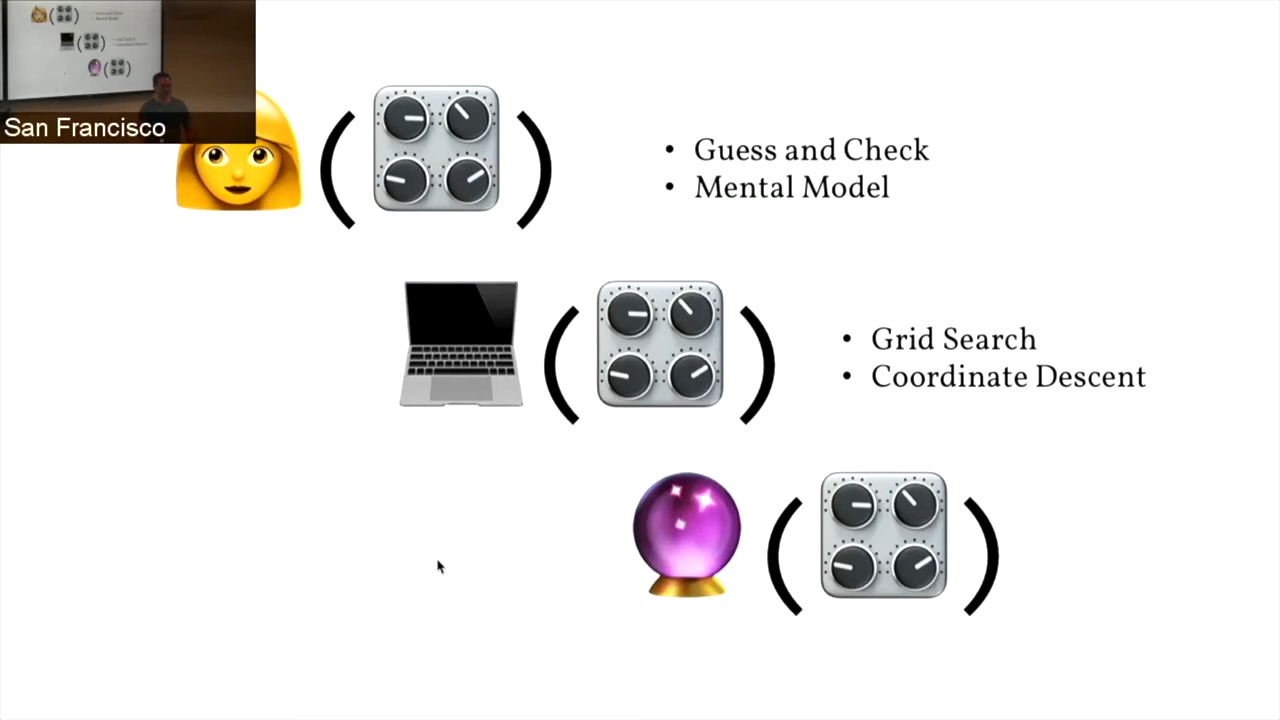 San Francisco
• Guess and Check
• Mental Model
• Grid Search
• Coordinate Descent